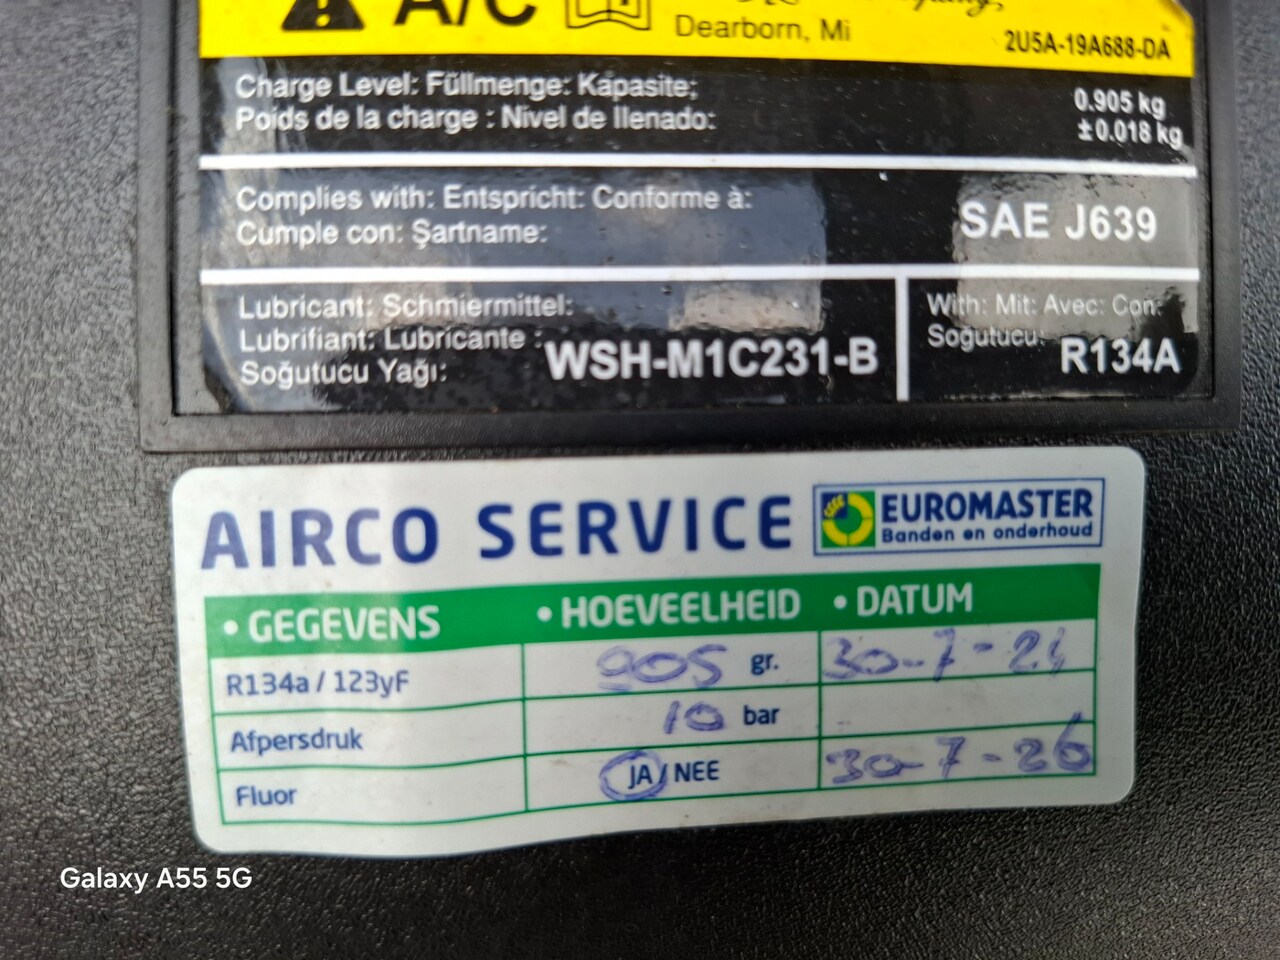 A/C
Dearborn, Mi
2U5A-19A688-DA
Charge Level: Füllmenge: Kapasite;
Poids de la charge : Nivel de llenado:
0.905 kg
±0.018 kg
Complies with: Entspricht: Conforme à:
Cumple con: Şartname:
SAE J639
Lubricant: Schmiermittel:
Lubrifiant: Lubricante :
Soğutucu Yağı:
WSH-M1C231-B
With: Mit: Avec: Con:
Soğutucu:
R134A
AIRCO SERVICE
EUROMASTER
Banden en onderhoud
• GEGEVENS • HOEVEELHEID • DATUM
R134a / 123yF 905 gr. 30-7-24
Afpersdruk 10 bar
Fluor JA / NEE 30-7-26
Galaxy A55 5G